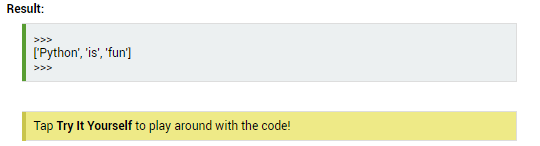 Result:
>>>
['Python', 'is', 'fun']
>>>
Tap Try It Yourself to play around with the code!